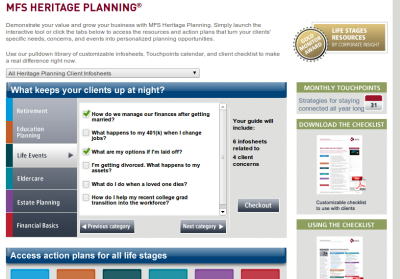 MFS HERITAGE PLANNING®
Demonstrate your value and grow your business with MFS Heritage Planning. Simply launch the
interactive tool or click the tabs below to access the resources and action plans that turn your clients'
specific needs, concerns, and events into personalized planning opportunities.
Use our pulldown library of customizable infosheets. Touchpoints calendar, and client checklist to make
a real difference right now.
All Heritage Planning Client Infosheets
What keeps your clients up at night?
Retirement
Education
Planning
Life Events
Eldercare
Estate Planning
Financial Basics
How do we manage our finances after getting
married?
What happens to my 401(k) when I change
jobs?
What are my options if I'm laid off?
I'm getting divorced. What happens to my
assets?
What do I do when a loved one dies?
How do I help my recent college grad
transition into the workforce?
Previous category
Next category
Your guide will
include:
6 infosheets
related to
4 client
concerns
Checkout
Access action plans for all life stages
GOLD
MONITOR
AWARD
LIFE STAGES
RESOURCES
BY CORPORATE INSIGHT
MONTHLY TOUCHPOINTS
Strategies for staying
connected all year long
31
DOWNLOAD THE CHECKLIST
Customizable checklist
to use with clients
USING THE CHECKLIST